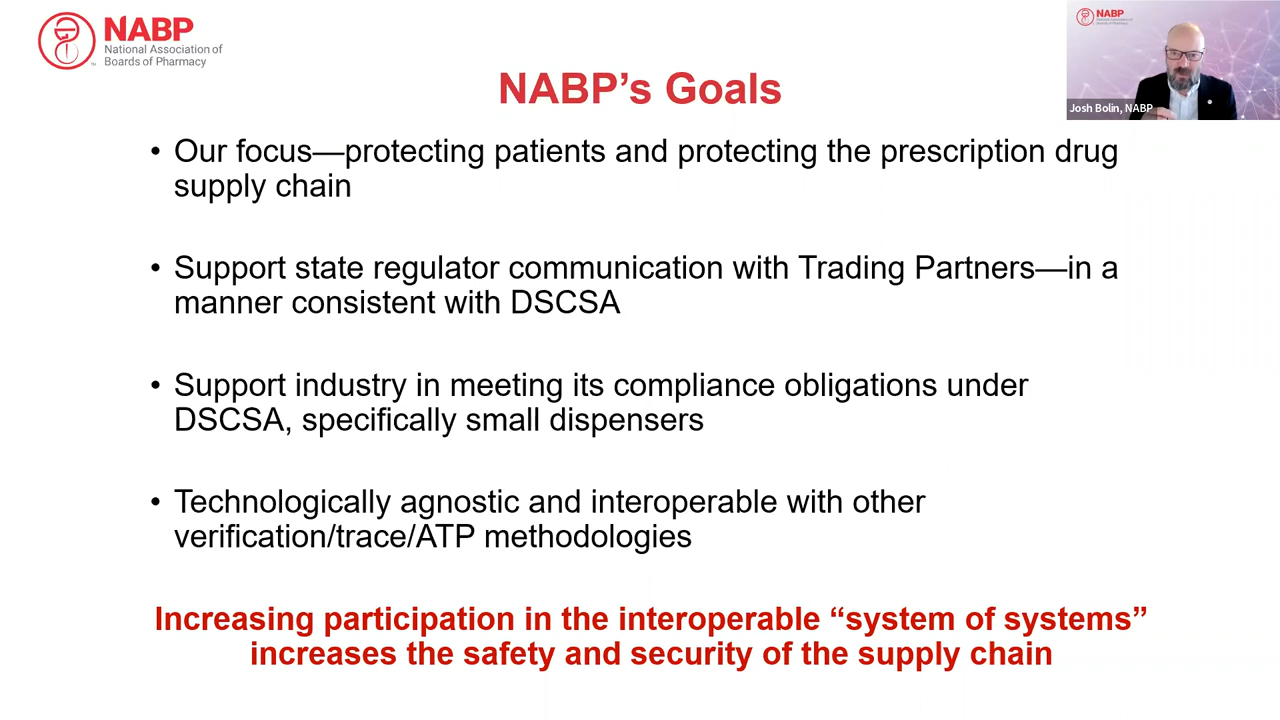 NABP
National Association of
Boards of Pharmacy
NABP's Goals
NABP
Josh Bolin, NABP
• Our focus—protecting patients and protecting the prescription drug
supply chain
• Support state regulator communication with Trading Partners—in a
manner consistent with DSCSA
• Support industry in meeting its compliance obligations under
DSCSA, specifically small dispensers
• Technologically agnostic and interoperable with other
verification/trace/ATP methodologies
Increasing participation in the interoperable “system of systems”
increases the safety and security of the supply chain